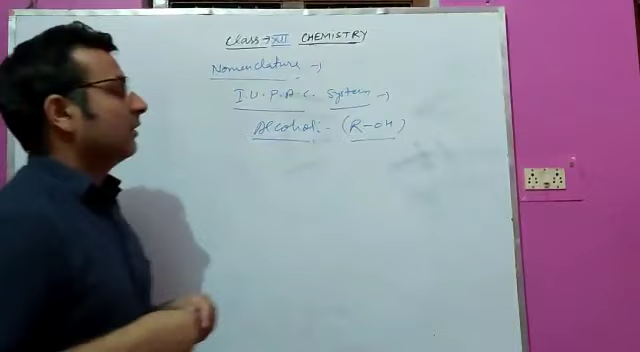 Class → XII CHEMISTRY
Nomenclature →
I.U.P.A.C. System →
Alcohol:- (R-OH)